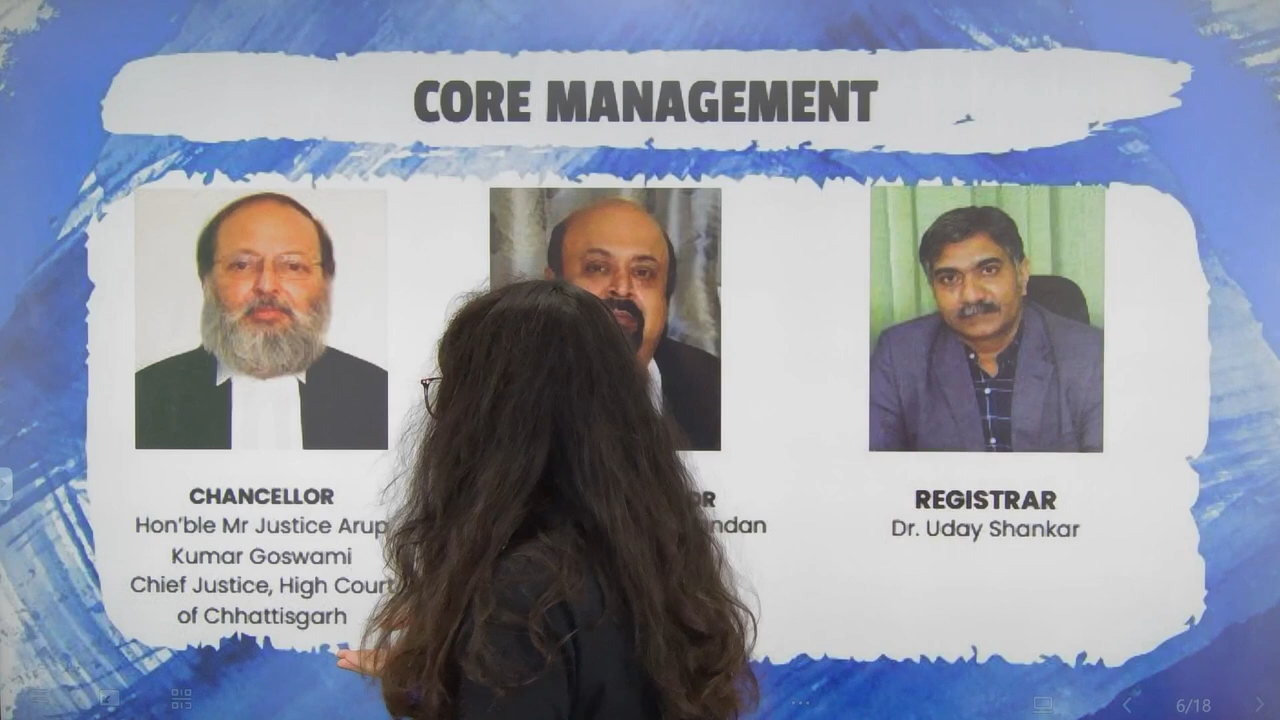 CORE MANAGEMENT
CHANCELLOR
Hon'ble Mr Justice Arup
Kumar Goswami
Chief Justice, High Court
of Chhattisgarh
REGISTRAR
Dr. Uday Shankar
6/18